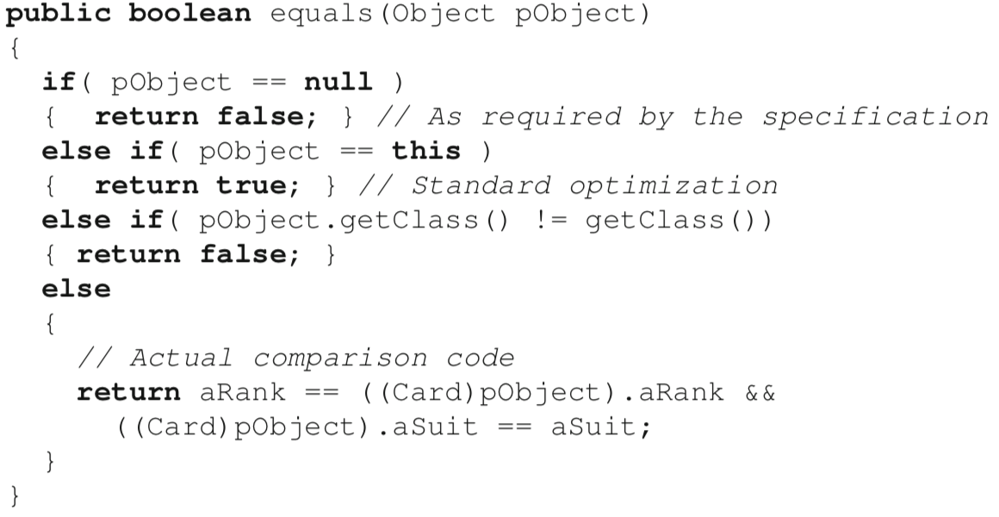 public boolean equals(Object pObject)
{
if( pObject == null )
{ return false; } // As required by the specification
else if( pObject == this )
{ return true; } // Standard optimization
else if( pObject.getClass() != getClass())
{ return false; }
else
{
// Actual comparison code
return aRank == ((Card)pObject).aRank &&
((Card)pObject).aSuit == aSuit;
}
}